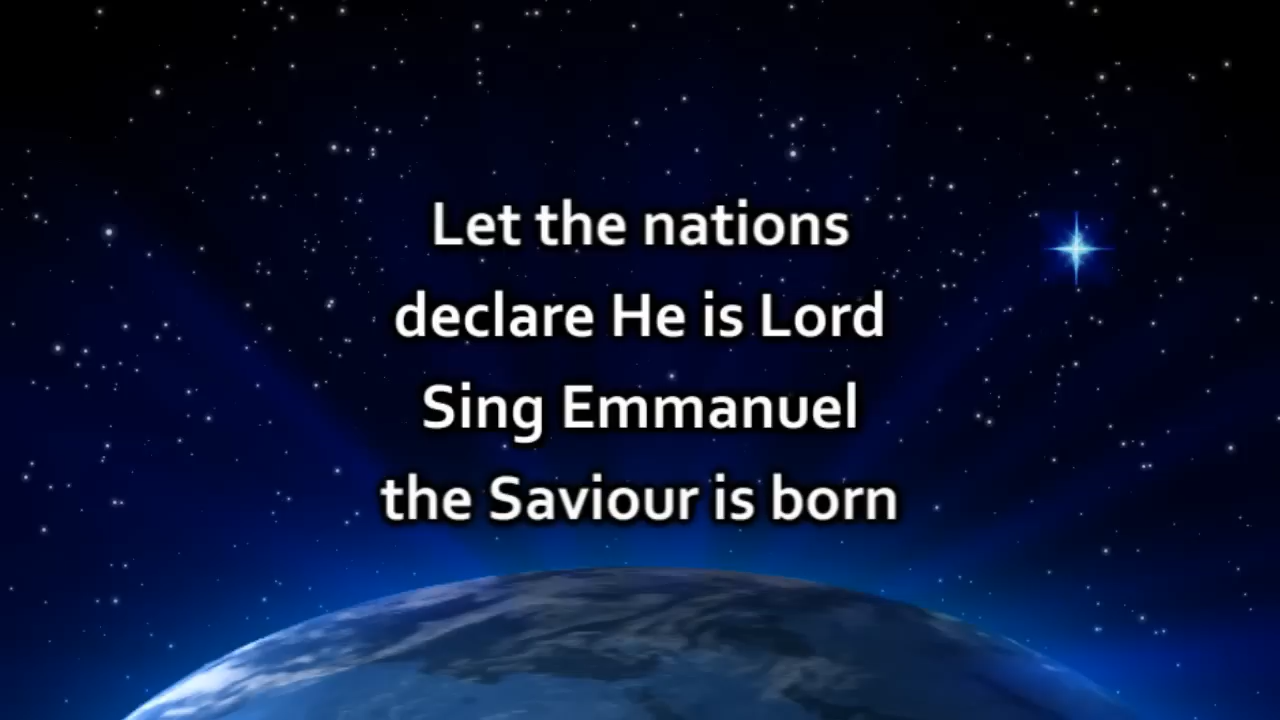 Let the nations
declare He is Lord
Sing Emmanuel
the Saviour is born